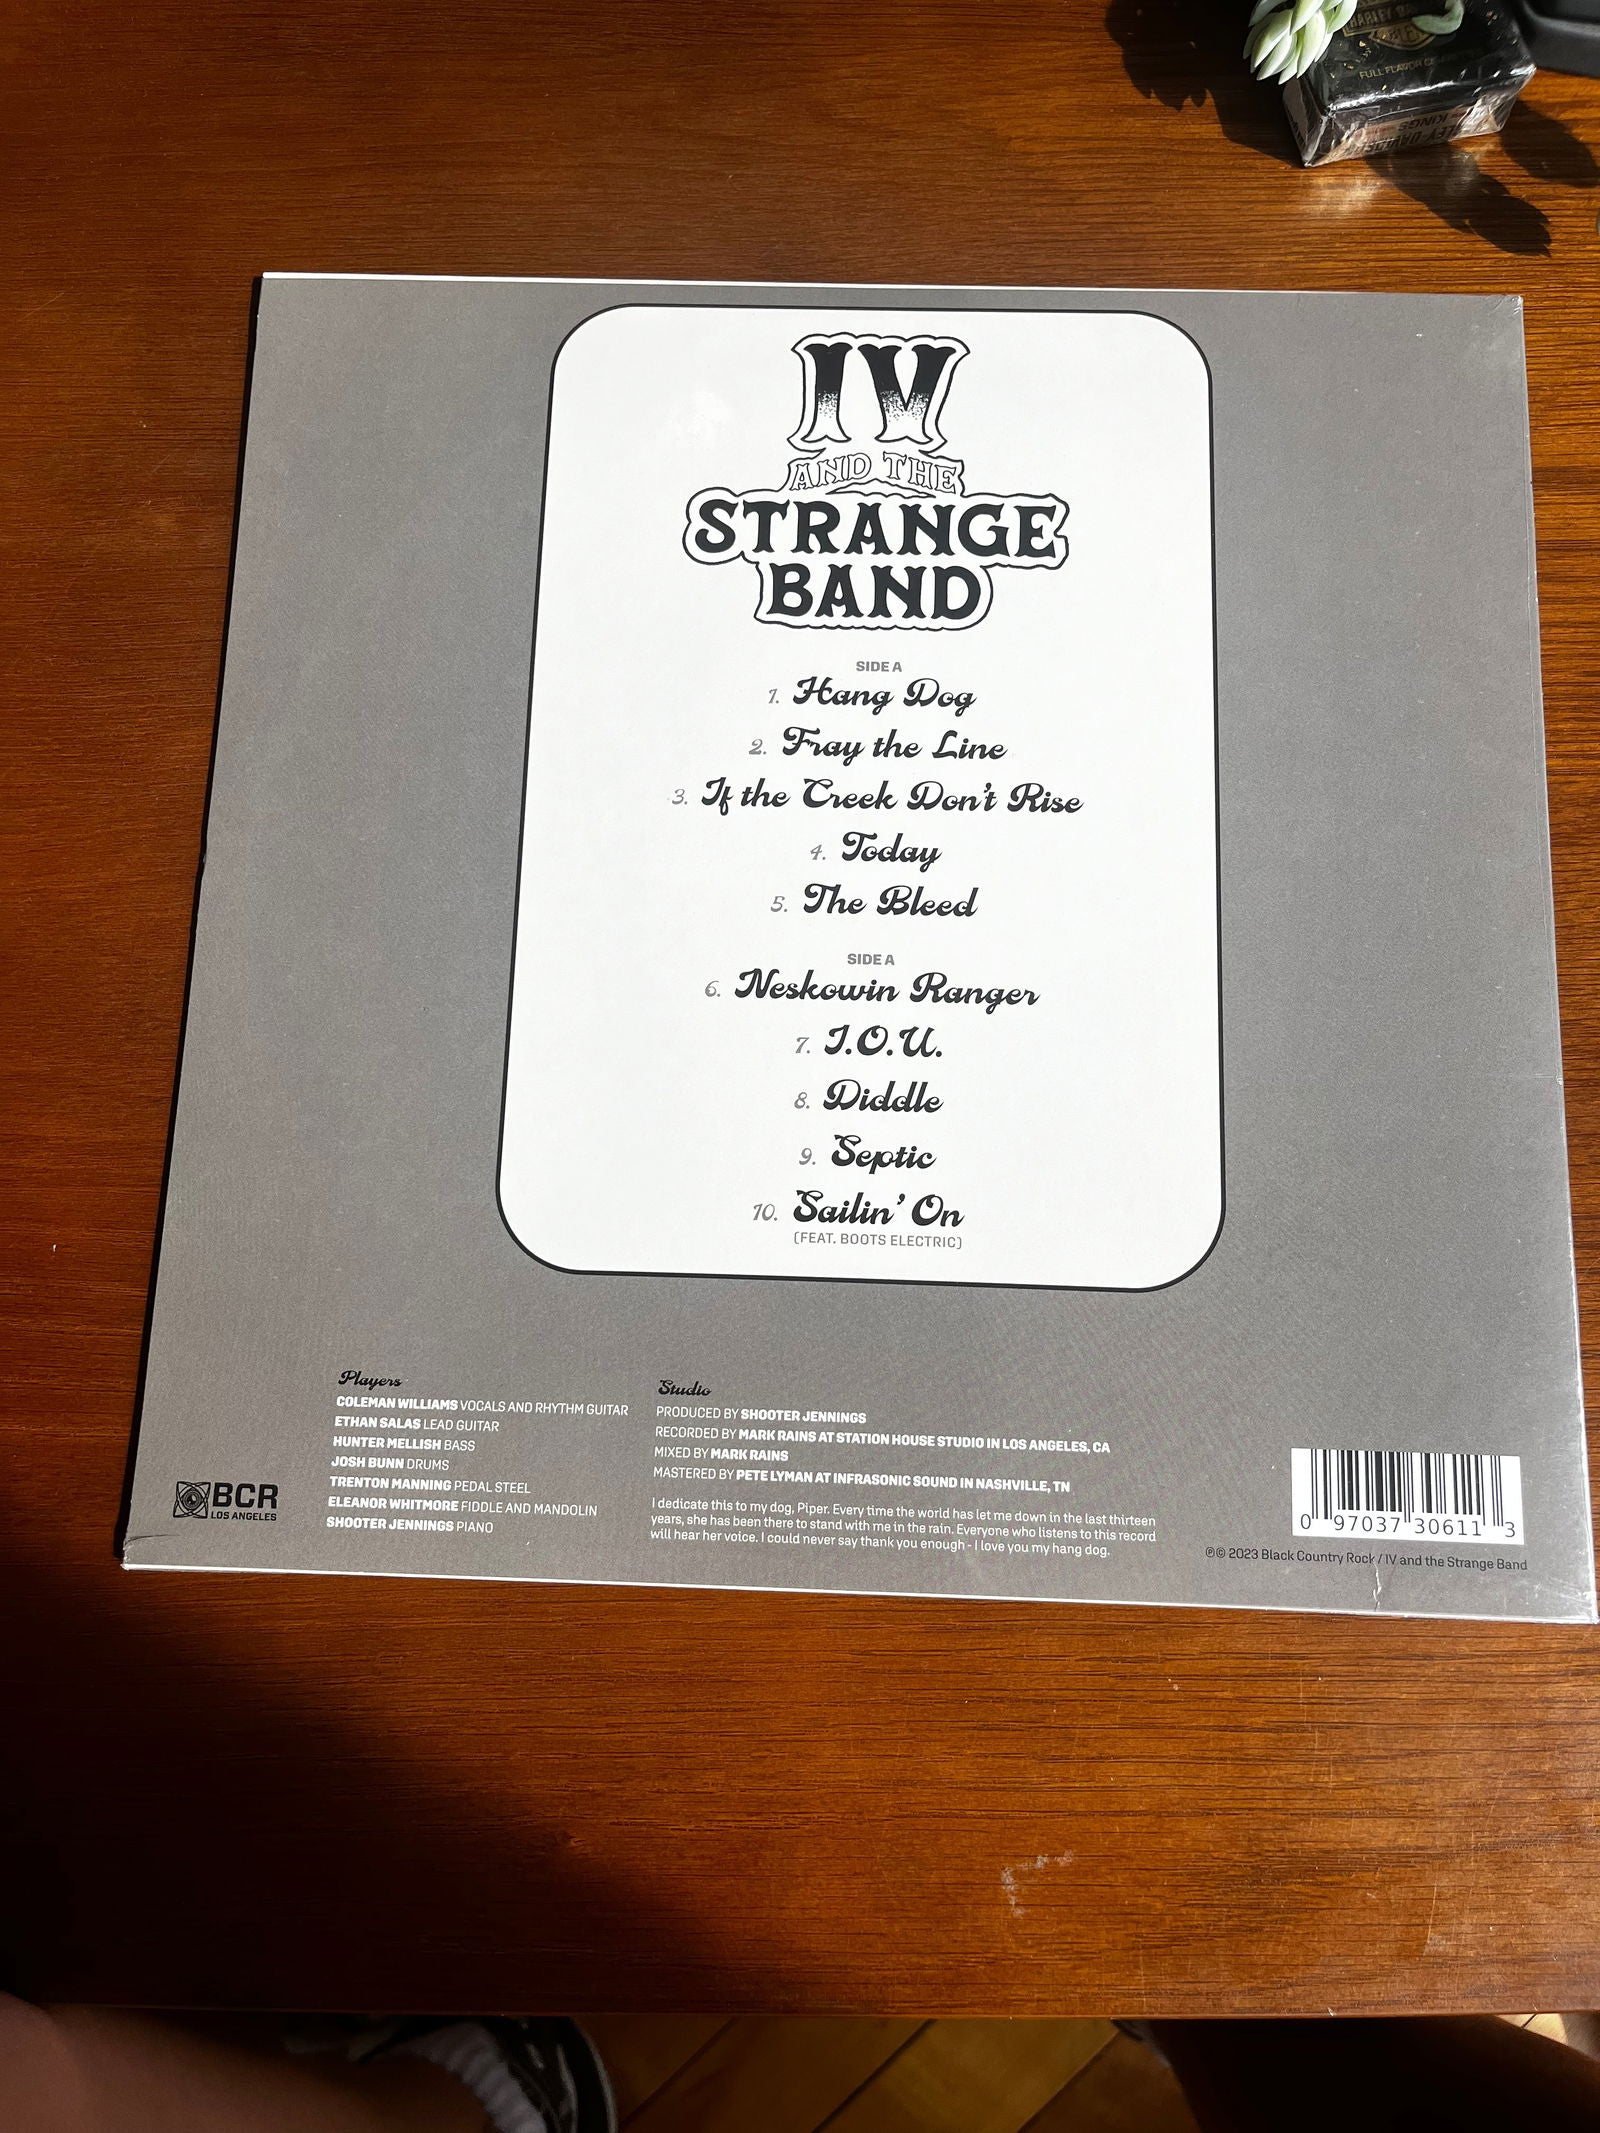 HARLEY
FULL FLAVOR
KINGS
IV
AND THE
STRANGE
BAND
SIDE A
1. Hang Dog
2. Fray the Line
3. If the Creek Don't Rise
4. Today
5. The Bleed
SIDE A
6. Neskowin Ranger
7. I.O.U.
8. Diddle
9. Septic
10. Sailin' On
(FEAT. BOOTS ELECTRIC)
Players
COLEMAN WILLIAMS VOCALS AND RHYTHM GUITAR
ETHAN SALAS LEAD GUITAR
HUNTER MELLISH BASS
JOSH BUNN DRUMS
TRENTON MANNING PEDAL STEEL
ELEANOR WHITMORE FIDDLE AND MANDOLIN
SHOOTER JENNINGS PIANO
Studio
PRODUCED BY SHOOTER JENNINGS
RECORDED BY MARK RAINS AT STATION HOUSE STUDIO IN LOS ANGELES, CA
MIXED BY MARK RAINS
MASTERED BY PETE LYMAN AT INFRASONIC SOUND IN NASHVILLE, TN
I dedicate this to my dog, Piper. Every time the world has let me down in the last thirteen
years, she has been there to stand with me in the rain. Everyone who listens to this record
will hear her voice. I could never say thank you enough - I love you my hang dog.
BCR
LOS ANGELES
0 97037 30611 3
℗© 2023 Black Country Rock / IV and the Strange Band